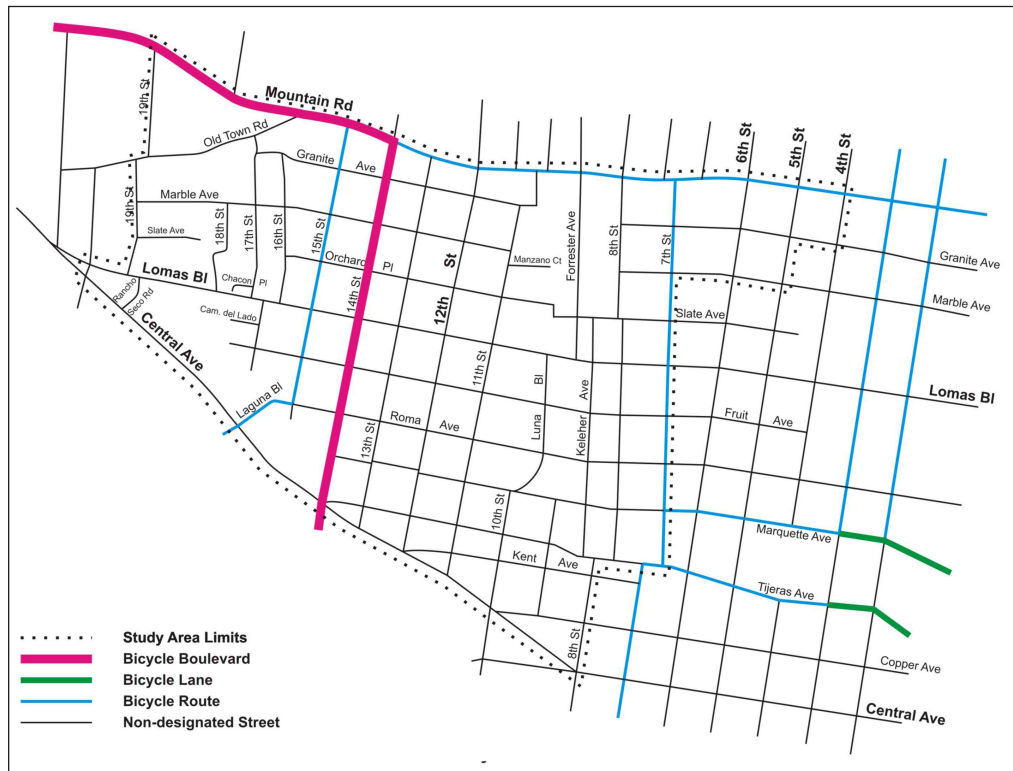 Mountain Rd
19th St
Old Town Rd
6th St
5th St
4th St
Granite
Ave
Marble Ave
19th St
Slate Ave
18th St
17th St
16th St
15th St
Forrester Ave
8th St
7th St
Granite Ave
Orchard
Pl
Manzano Ct
St
12th
14th St
Lomas Bl
Chacon
Pl
Rancho
Seco Rd
Cam. del Lado
Marble Ave
Slate Ave
Central Ave
11th St
Bl
Luna
Ave
Keleher
Lomas Bl
Laguna Bl
Roma
Ave
13th St
Fruit
Ave
10th St
Marquette Ave
Kent
Ave
Tijeras Ave
8th St
Copper Ave
Central Ave
Study Area Limits
Bicycle Boulevard
Bicycle Lane
Bicycle Route
Non-designated Street